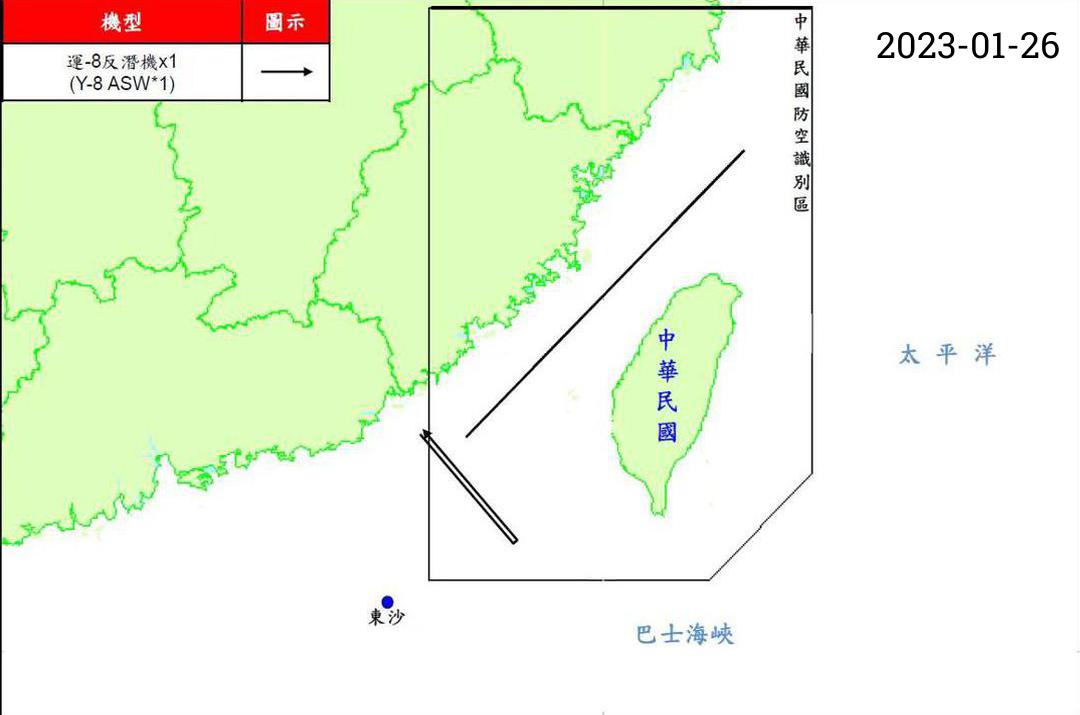 機型 圖示
運-8反潛機x1
(Y-8 ASW*1)
2023-01-26
中華民國防空識別區
中華民國
太平洋
東沙
巴士海峽